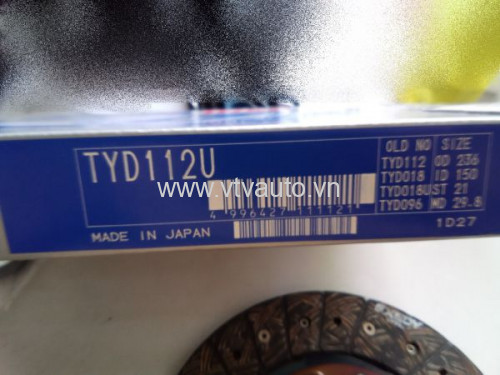 TYD112U
OLD NO SIZE
TYD112 OD 236
TYD018 ID 150
TYD018U ST 21
TYD096 MD 29.8
www.vtvauto.vn
4 996427 111121
MADE IN JAPAN
1D27